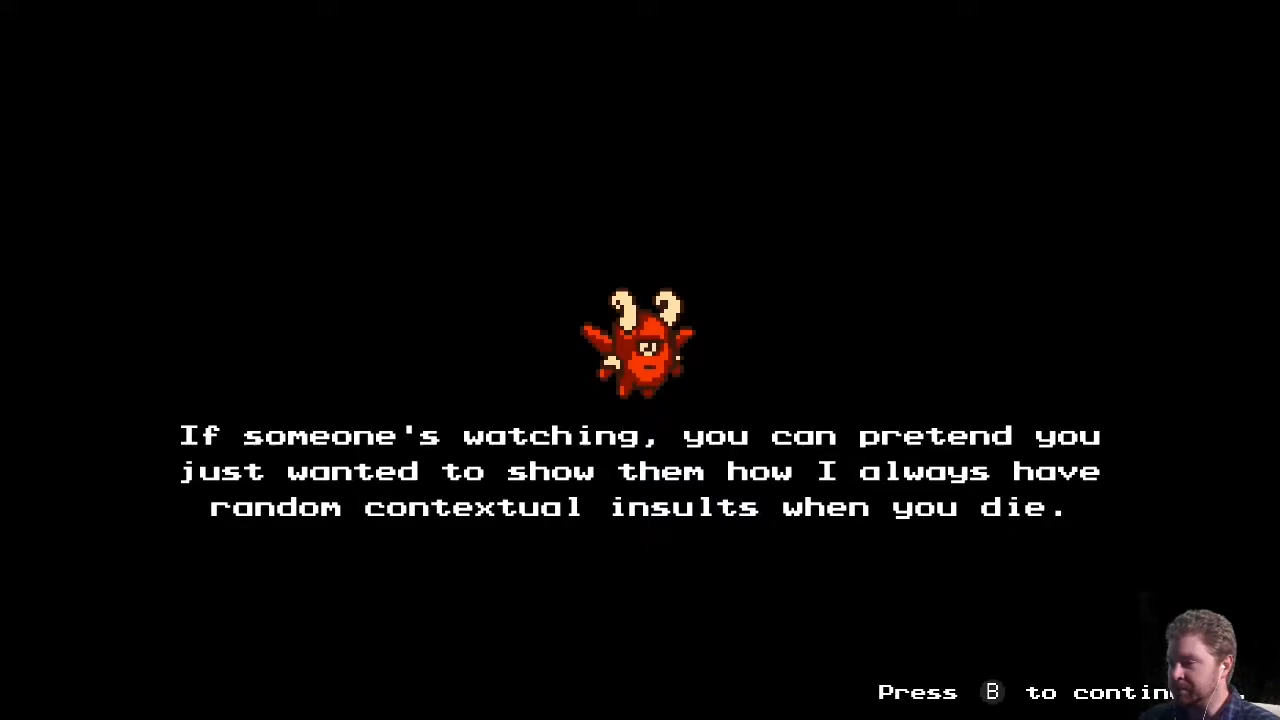 If someone's watching, you can pretend you
just wanted to show them how I always have
random contextual insults when you die.
Press B to contin